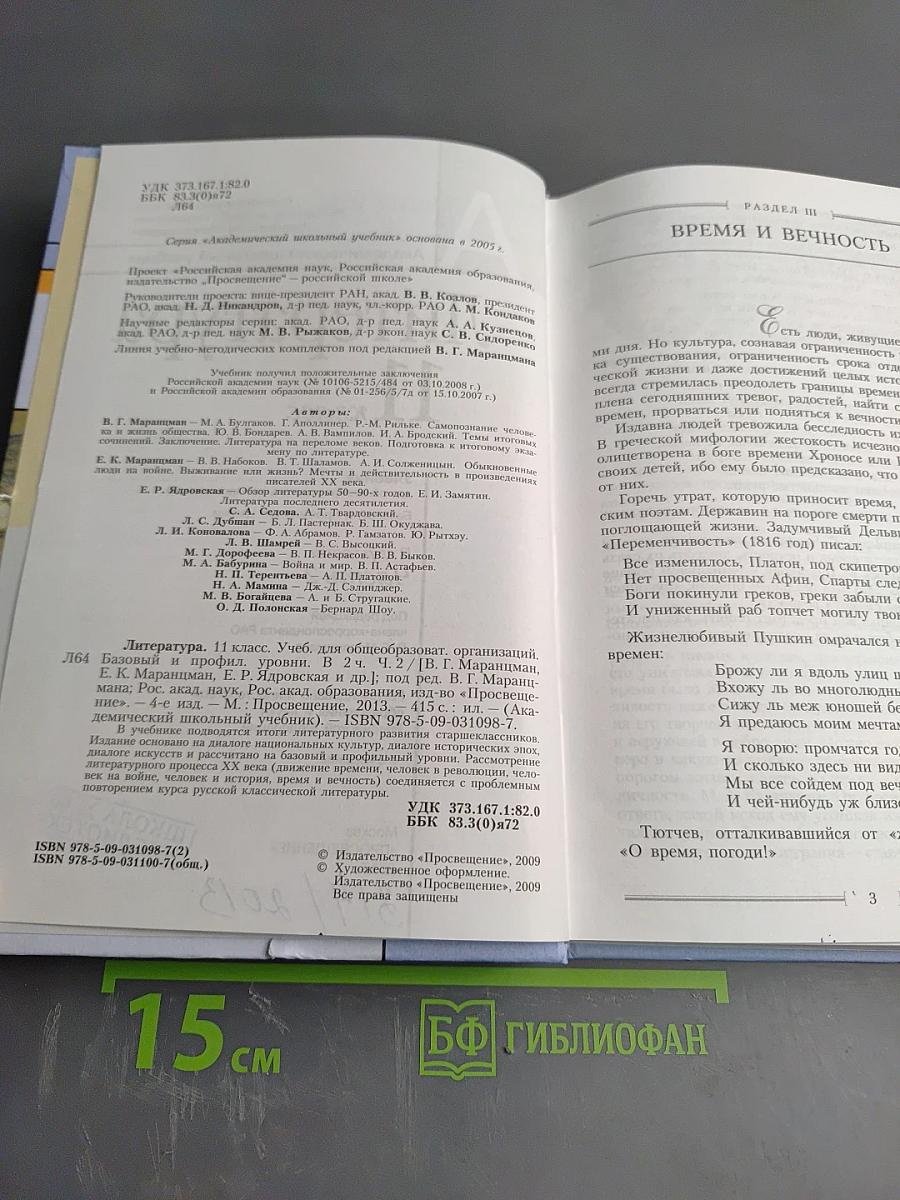 УДК 373.167.1:82.0
ББК 83.3(0)я72
Л64
Серия «Академический школьный учебник» основана в 2005 г.
Проект «Российская академия наук, Российская академия образования,
издательство „Просвещение“ — российской школе»
Руководители проекта: вице-президент РАН, акад. В. В. Козлов, президент
РАО, акад. Н. Д. Никандров, д-р пед. наук, чл.-корр. РАО А. М. Кондаков
Научные редакторы серии: акад. РАО, д-р пед. наук А. А. Кузнецов,
акад. РАО, д-р пед. наук М. В. Рыжаков, д-р экон. наук С. В. Сидоренко
Линия учебно-методических комплектов под редакцией В. Г. Маранцмана
Учебник получил положительные заключения
Российской академии наук (№ 10106-5215/484 от 03.10.2008 г.)
и Российской академии образования (№ 01-256/5/7д от 15.10.2007 г.)
Авторы:
В. Г. Маранцман — М. А. Булгаков. Г. Аполлинер. Р.-М. Рильке. Самопознание челове-
ка и жизнь общества. Ю. В. Бондарев. А. В. Вампилов. И. А. Бродский. Темы итоговых
сочинений. Заключение. Литература на переломе веков. Подготовка к итоговому экза-
мену по литературе.
Е. К. Маранцман — В. В. Набоков. В. Т. Шаламов. А. И. Солженицын. Обыкновенные
люди на войне. Выживание или жизнь? Мечты и действительность в произведениях
писателей XX века.
Е. Р. Ядровская — Обзор литературы 50—90-х годов. Е. И. Замятин.
Литература последнего десятилетия.
С. А. Седова. А. Т. Твардовский.
Л. С. Дубшан — Б. Л. Пастернак. Б. Ш. Окуджава.
Л. И. Коновалова — Ф. А. Абрамов. Р. Гамзатов. Ю. Рытхэу.
Л. В. Шамрей — В. С. Высоцкий.
М. Г. Дорофеева — В. П. Некрасов. В. В. Быков.
М. А. Бабурина — Война и мир. В. П. Астафьев.
Н. П. Терентьева — А. П. Платонов.
Н. А. Мамина — Дж.-Д. Сэлинджер.
М. В. Богайцева — А. и Б. Стругацкие.
О. Д. Полонская —Бернард Шоу.
Литература. 11 класс. Учеб. для общеобразоват. организаций.
Л64 Базовый и профил. уровни. В 2 ч. Ч. 2 / [В. Г. Маранцман,
Е. К. Маранцман, Е. Р. Ядровская и др.]; под ред. В. Г. Маранц-
мана; Рос. акад. наук, Рос. акад. образования, изд-во «Просвеще-
ние». — 4-е изд. — М. : Просвещение, 2013. — 415 с. : ил. — (Ака-
демический школьный учебник). — ISBN 978-5-09-031098-7.
В учебнике подводятся итоги литературного развития старшеклассников.
Издание основано на диалоге национальных культур, диалоге исторических эпох,
диалоге искусств и рассчитано на базовый и профильный уровни. Рассмотрение
литературного процесса XX века (движение времени, человек в революции, чело-
век на войне, человек и история, время и вечность) соединяется с проблемным
повторением курса русской классической литературы.
УДК 373.167.1:82.0
ББК 83.3(0)я72
ISBN 978-5-09-031098-7(2)
ISBN 978-5-09-031100-7(общ.)
© Издательство «Просвещение», 2009
© Художественное оформление.
Издательство «Просвещение», 2009
Все права защищены
РАЗДЕЛ III
ВРЕМЯ И ВЕЧНОСТЬ
Есть люди, живущие
ми дня. Но культура, сознавая ограниченность
ка существования, ограниченность срока отде
ческой жизни и даже достижений целых исто
всегда стремилась преодолеть границы времен
плена сегодняшних тревог, радостей, найти с
времен, прорваться или подняться к вечности
Издавна людей тревожила бесследность их
В греческой мифологии жестокость исчезно
олицетворена в боге времени Хроносе или
своих детей, ибо ему было предсказано, что
от них.
Горечь утрат, которую приносит время,
ским поэтам. Державин на пороге смерти п
поглощающей жизни. Задумчивый Дельв
«Переменчивость» (1816 год) писал:
Все изменилось, Платон, под скипетро
Нет просвещенных Афин, Спарты след
Боги покинули греков, греки забыли с
И униженный раб топчет могилу тво
Жизнелюбивый Пушкин омрачался н
времен:
Брожу ли я вдоль улиц ш
Вхожу ль во многолюдны
Сижу ль меж юношей бе
Я предаюсь моим мечтам
Я говорю: промчатся го
И сколько здесь ни вид
Мы все сойдем под веч
И чей-нибудь уж близо
Тютчев, отталкивавшийся от «ж
«О время, погоди!»
3
15 см
БФ ГИБЛИОФАН